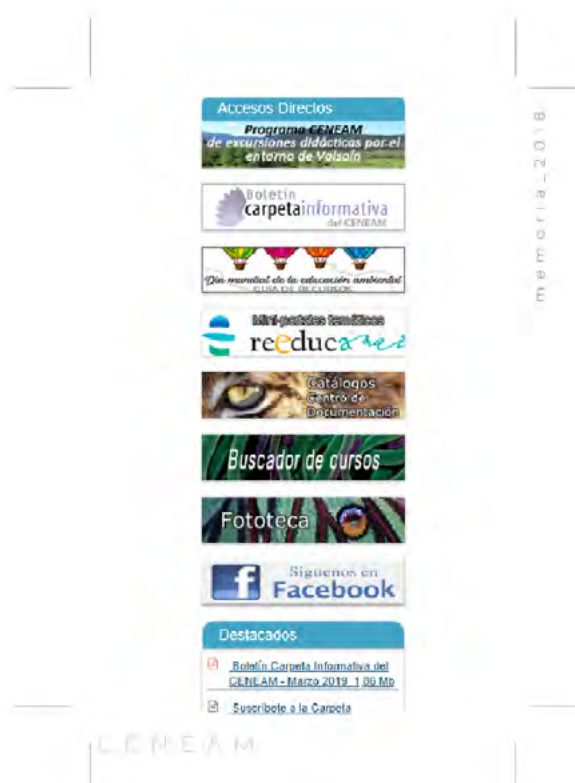 Accesos Directos
Programa CENEAM
de excursiones didácticas por el
entorno de Valsaín
Boletín
carpetainformativa
del CENEAM
Día mundial de la educación ambiental
GUIA DE RECURSOS
Mini-portales temáticos
reeducamar
Catálogos
Centro de
Documentación
Buscador de cursos
Fototeca
Síguenos en
Facebook
Destacados
Boletín Carpeta Informativa del
CENEAM - Marzo 2019 1,06 Mb
Suscríbete a la Carpeta
memoria_2018
CENEAM